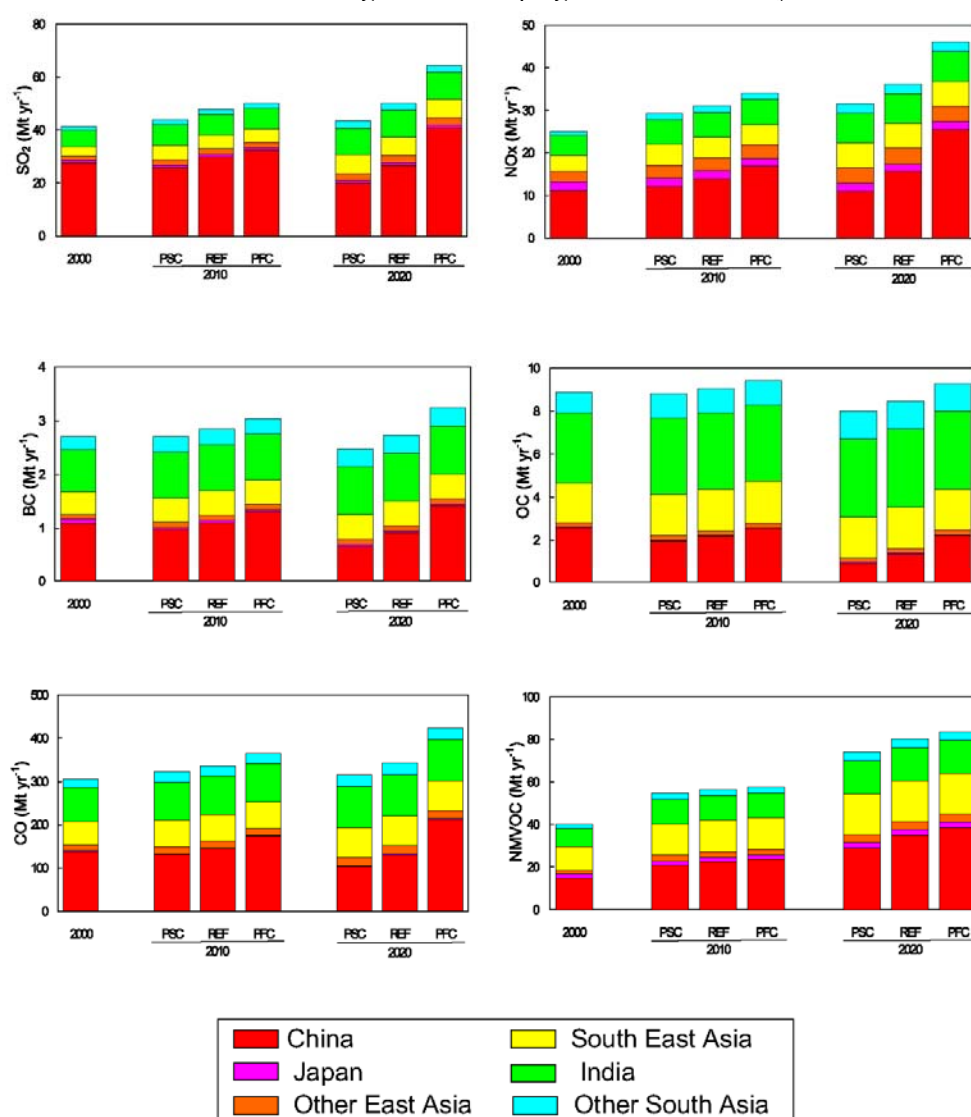 80
60
40
20
0
SO₂ (Mt yr⁻¹)
2000 PSC REF PFC PSC REF PFC
2010 2020
50
40
30
20
10
0
NOx (Mt yr⁻¹)
2000 PSC REF PFC PSC REF PFC
2010 2020
4
3
2
1
0
BC (Mt yr⁻¹)
2000 PSC REF PFC PSC REF PFC
2010 2020
10
8
6
4
2
0
OC (Mt yr⁻¹)
2000 PSC REF PFC PSC REF PFC
2010 2020
500
400
300
200
100
0
CO (Mt yr⁻¹)
2000 PSC REF PFC PSC REF PFC
2010 2020
100
80
60
40
20
0
NMVOC (Mt yr⁻¹)
2000 PSC REF PFC PSC REF PFC
2010 2020
China South East Asia
Japan India
Other East Asia Other South Asia